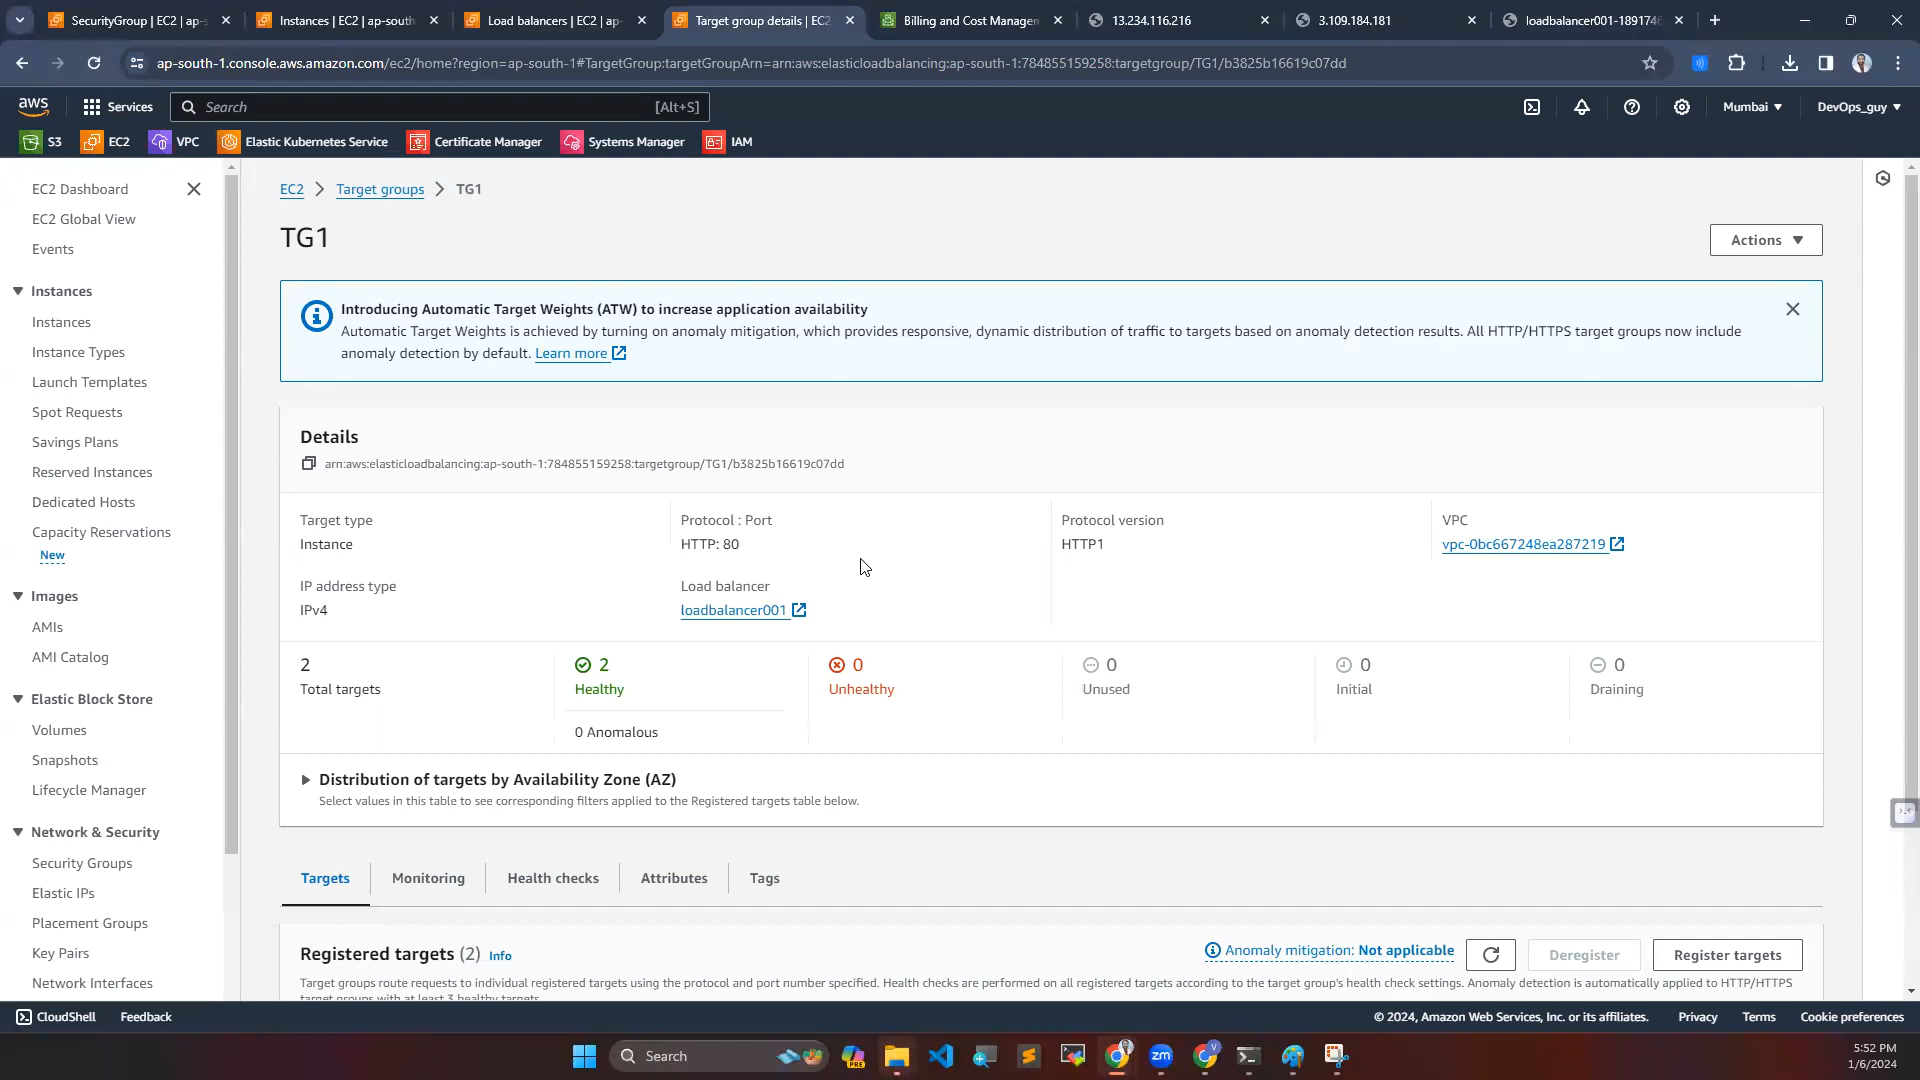 SecurityGroup | EC2 | ap-s
Instances | EC2 | ap-south
Load balancers | EC2 | ap-
Target group details | EC2
Billing and Cost Managem
13.234.116.216
3.109.184.181
loadbalancer001-1891746
ap-south-1.console.aws.amazon.com/ec2/home?region=ap-south-1#TargetGroup:targetGroupArn=arn:aws:elasticloadbalancing:ap-south-1:784855159258:targetgroup/TG1/b3825b16619c07dd
aws
Services
Search
[Alt+S]
Mumbai
DevOps_guy
S3
EC2
VPC
Elastic Kubernetes Service
Certificate Manager
Systems Manager
IAM
EC2 Dashboard
EC2 Global View
Events
Instances
Instances
Instance Types
Launch Templates
Spot Requests
Savings Plans
Reserved Instances
Dedicated Hosts
Capacity Reservations
New
Images
AMIs
AMI Catalog
Elastic Block Store
Volumes
Snapshots
Lifecycle Manager
Network & Security
Security Groups
Elastic IPs
Placement Groups
Key Pairs
Network Interfaces
EC2
Target groups
TG1
TG1
Actions
Introducing Automatic Target Weights (ATW) to increase application availability
Automatic Target Weights is achieved by turning on anomaly mitigation, which provides responsive, dynamic distribution of traffic to targets based on anomaly detection results. All HTTP/HTTPS target groups now include
anomaly detection by default. Learn more
Details
arn:aws:elasticloadbalancing:ap-south-1:784855159258:targetgroup/TG1/b3825b16619c07dd
Target type
Instance
Protocol : Port
HTTP: 80
Protocol version
HTTP1
VPC
vpc-0bc667248ea287219
IP address type
IPv4
Load balancer
loadbalancer001
2
Total targets
2
Healthy
0 Anomalous
0
Unhealthy
0
Unused
0
Initial
0
Draining
Distribution of targets by Availability Zone (AZ)
Select values in this table to see corresponding filters applied to the Registered targets table below.
Targets
Monitoring
Health checks
Attributes
Tags
Registered targets (2) Info
Anomaly mitigation: Not applicable
Deregister
Register targets
Target groups route requests to individual registered targets using the protocol and port number specified. Health checks are performed on all registered targets according to the target group's health check settings. Anomaly detection is automatically applied to HTTP/HTTPS
target groups with at least 3 healthy targets.
CloudShell
Feedback
© 2024, Amazon Web Services, Inc. or its affiliates.
Privacy
Terms
Cookie preferences
Search
PRE
zm
V
5:52 PM
1/6/2024